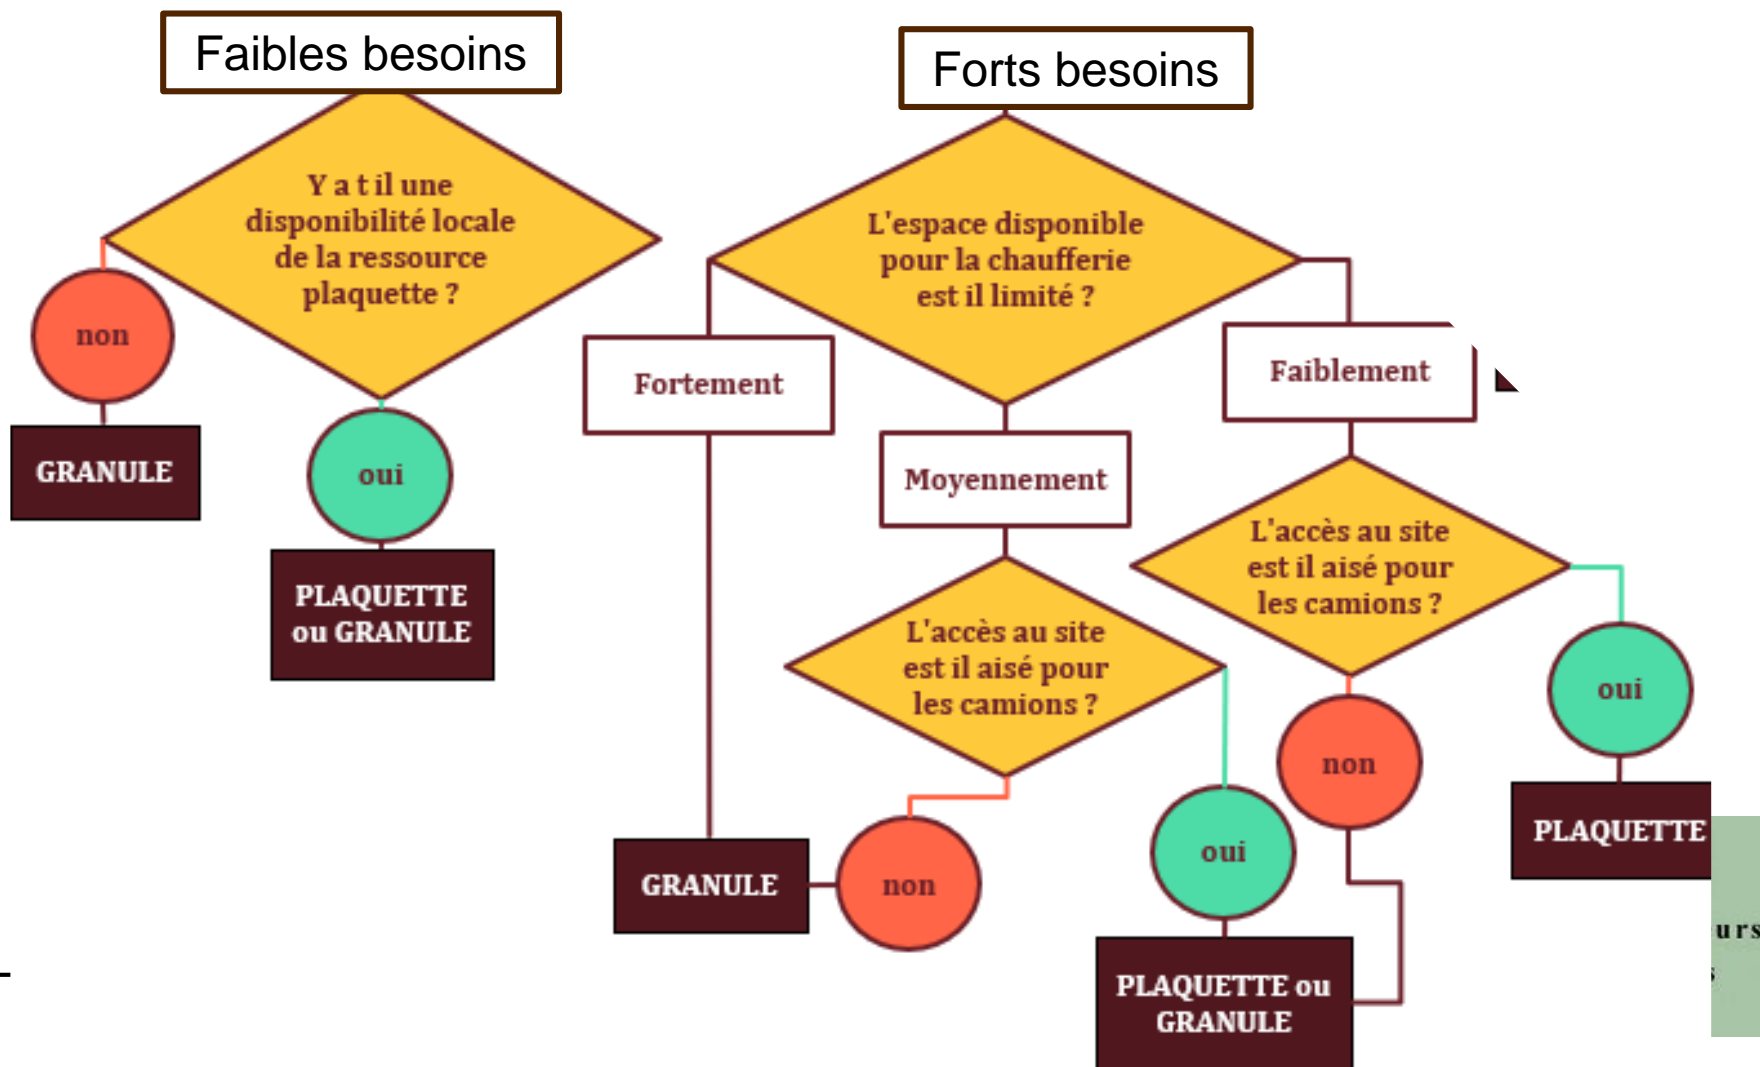 Faibles besoins
Y a t il une
disponibilité locale
de la ressource
plaquette ?
non
GRANULE
oui
PLAQUETTE
ou GRANULE
Forts besoins
L'espace disponible
pour la chaufferie
est il limité ?
Fortement
Moyennement
Faiblement
L'accès au site
est il aisé pour
les camions ?
non
GRANULE
oui
PLAQUETTE ou
GRANULE
L'accès au site
est il aisé pour
les camions ?
non
oui
PLAQUETTE